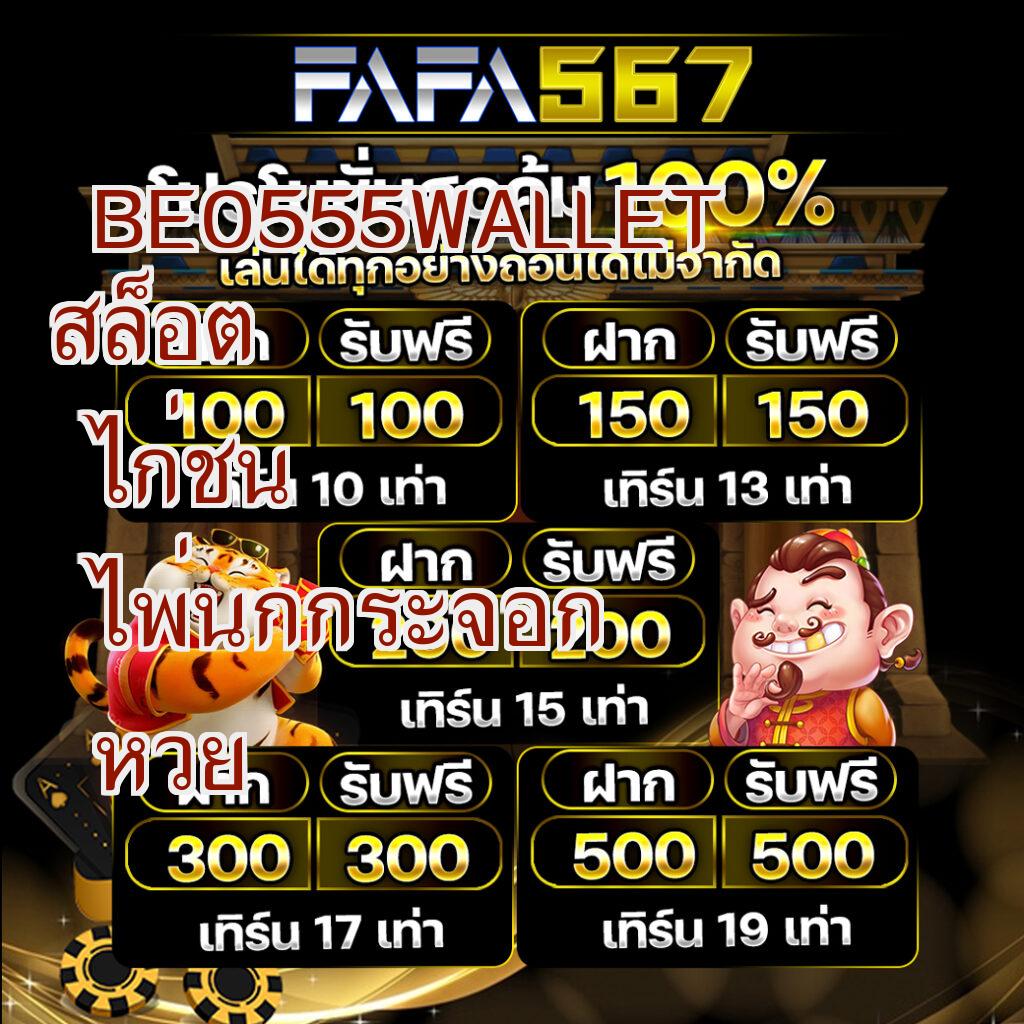 FAFA567
100%
BEO555WALLET
เล่นได้ทุกอย่างถอนได้ไม่จำกัด
สล็อต
รับฟรี ฝาก รับฟรี
100 100 150 150
ไก่ชน
10 เท่า เทิร์น 13 เท่า
ฝาก รับฟรี
ไพ่นกกระจอก
200
เทิร์น 15 เท่า
หวย
รับฟรี ฝาก รับฟรี
300 300 500 500
เทิร์น 17 เท่า เทิร์น 19 เท่า